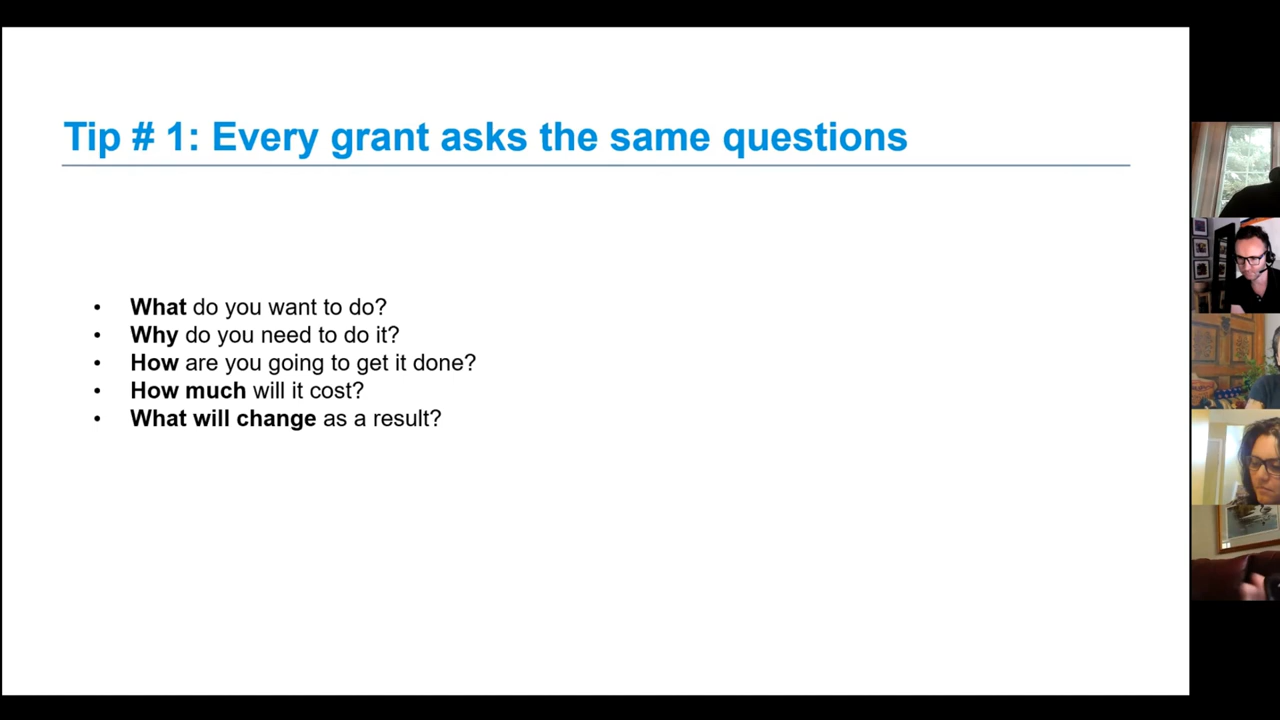 Tip # 1: Every grant asks the same questions
• What do you want to do?
• Why do you need to do it?
• How are you going to get it done?
• How much will it cost?
• What will change as a result?